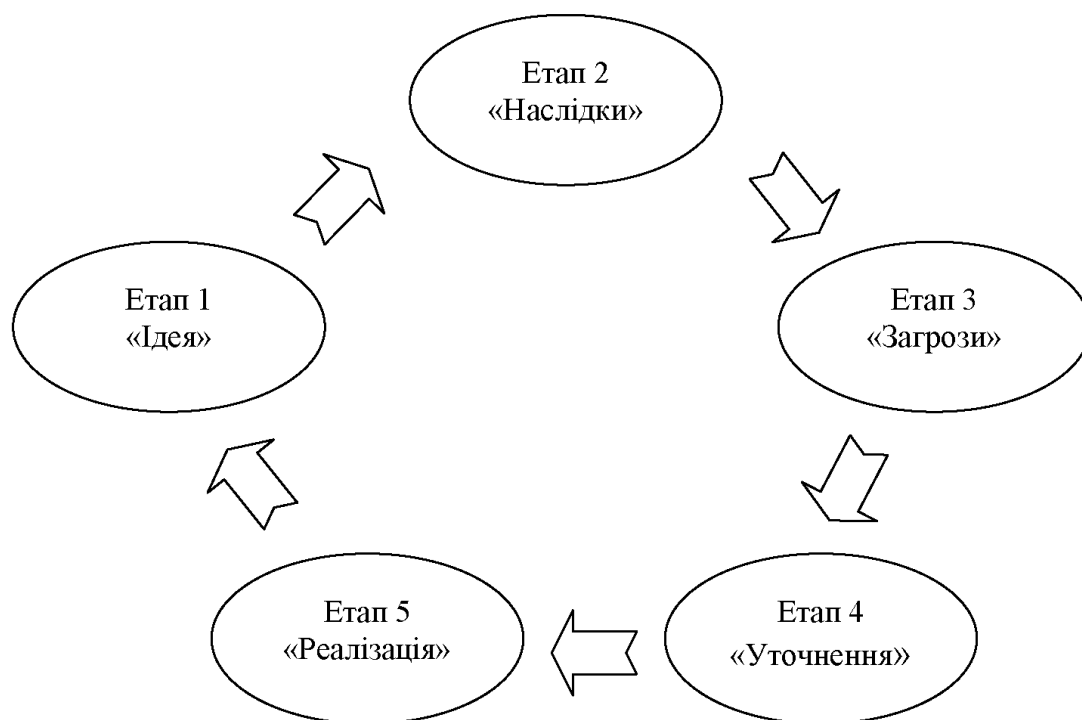 Етап 1
«Ідея»
Етап 2
«Наслідки»
Етап 3
«Загрози»
Етап 4
«Уточнення»
Етап 5
«Реалізація»